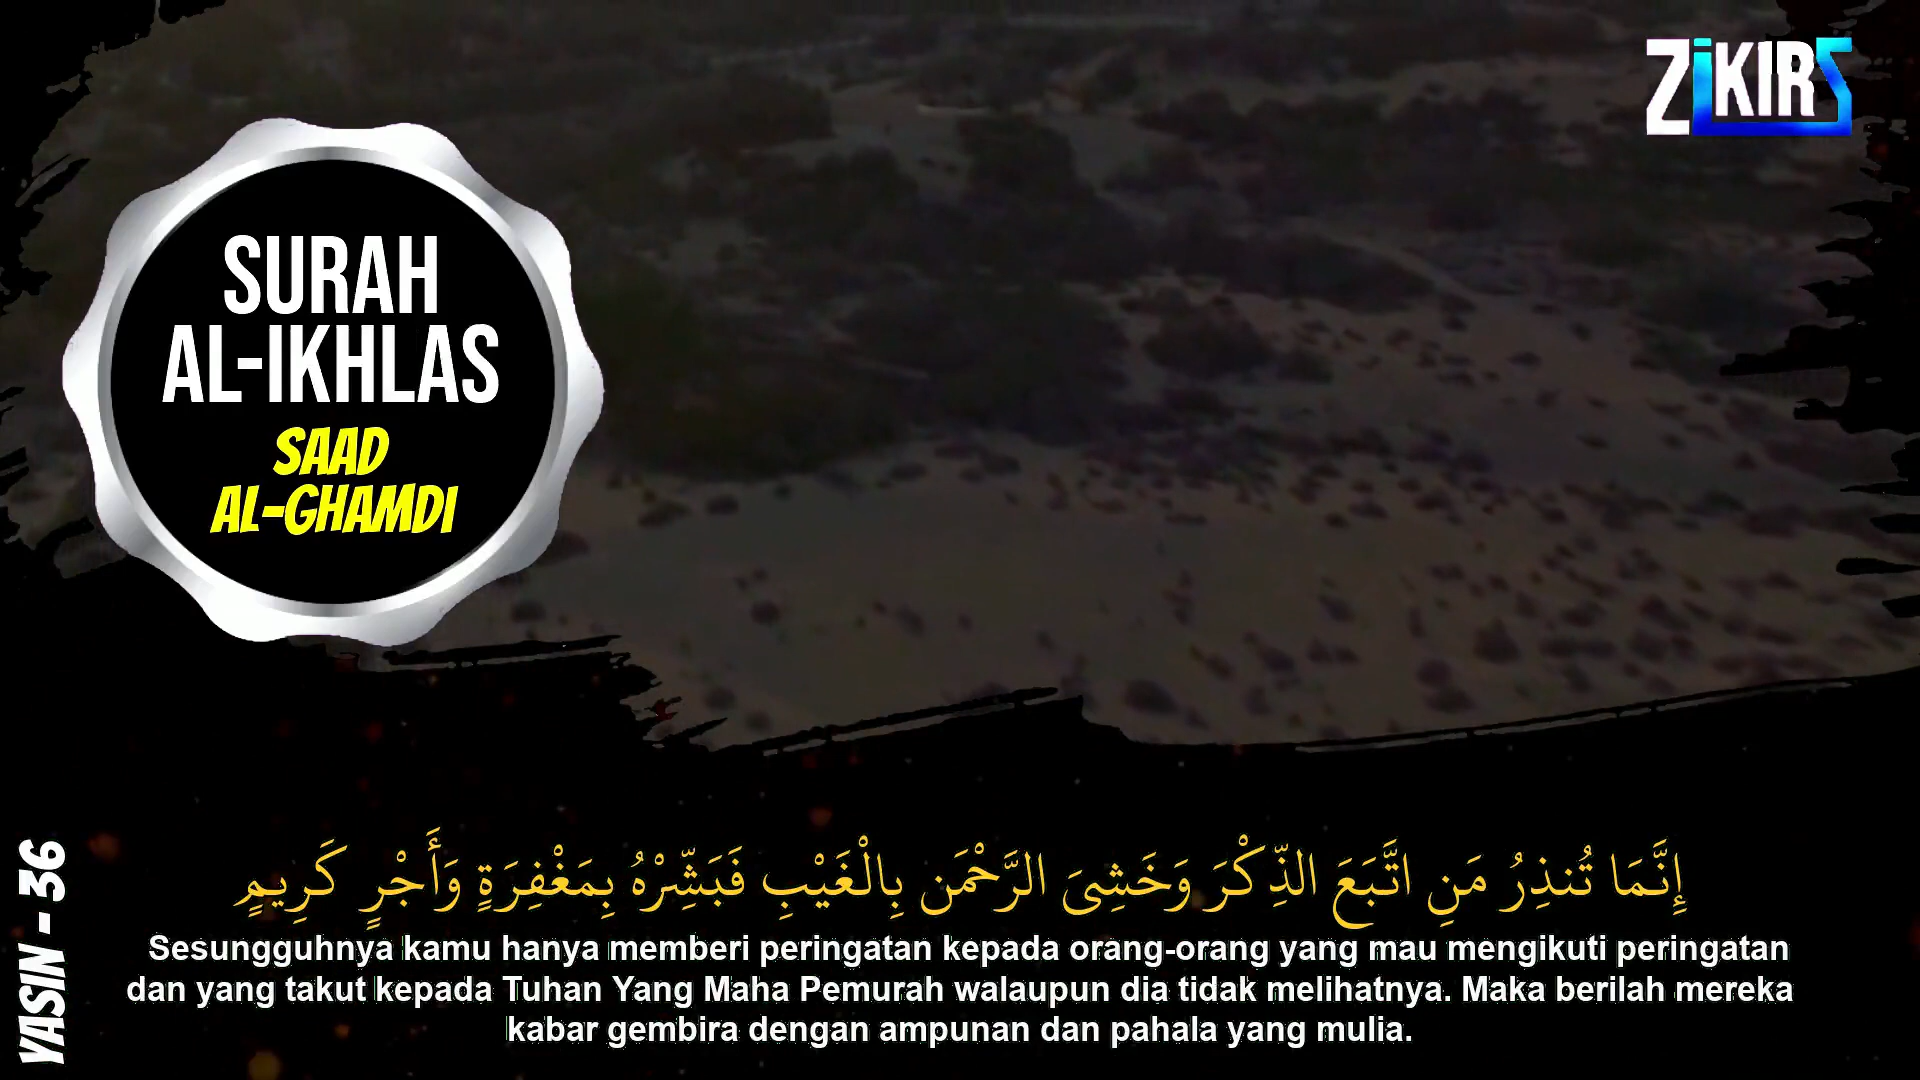 ZiKIRS
SURAH
AL-IKHLAS
SAAD
AL-GHAMDI
YASIN - 36
إِنَّمَا تُنذِرُ مَنِ اتَّبَعَ الذِّكْرَ وَخَشِىَ الرَّحْمَن بِالْغَيْبِ فَبَشِّرْهُ بِمَغْفِرَةٍ وَأَجْرٍ كَرِيمٍ
Sesungguhnya kamu hanya memberi peringatan kepada orang-orang yang mau mengikuti peringatan
dan yang takut kepada Tuhan Yang Maha Pemurah walaupun dia tidak melihatnya. Maka berilah mereka
kabar gembira dengan ampunan dan pahala yang mulia.